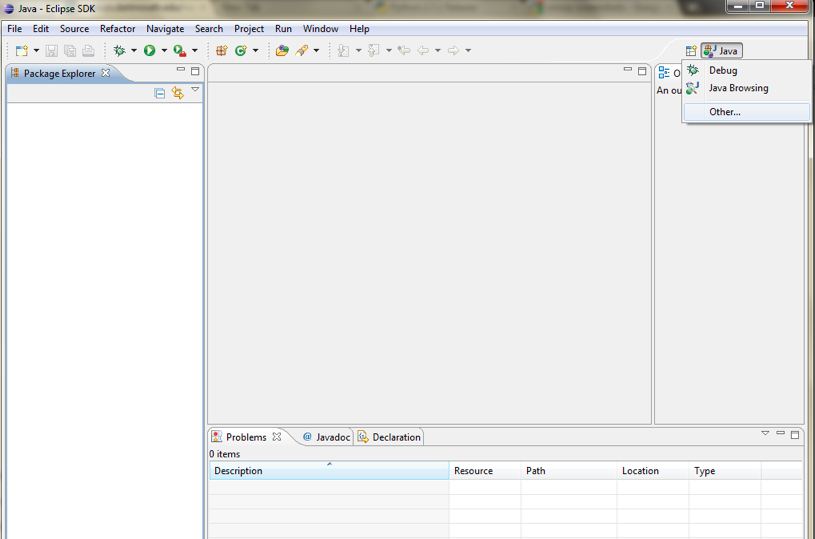 Java - Eclipse SDK
File Edit Source Refactor Navigate Search Project Run Window Help
Java
Package Explorer
Debug
Java Browsing
Other...
An ou
Problems @ Javadoc Declaration
0 items
Description Resource Path Location Type